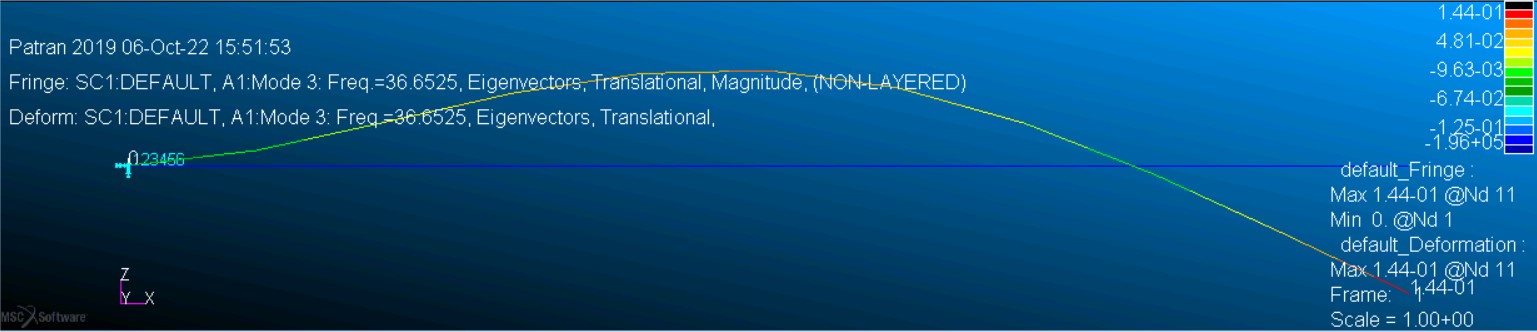 1.44-01
Patran 2019 06-Oct-22 15:51:53
4.81-02
Fringe: SC1:DEFAULT, A1:Mode 3: Freq.=36.6525, Eigenvectors, Translational, Magnitude, (NON-LAYERED)
-9.63-03
-6.74-02
Deform: SC1:DEFAULT, A1:Mode 3: Freq.=36.6525, Eigenvectors, Translational,
-1.25-01
-1.96+05
023456
default_Fringe :
Max 1.44-01 @Nd 11
Min 0. @Nd 1
default_Deformation :
Max 1.44-01 @Nd 11
1.44-01
Frame: 1
Scale = 1.00+00
Z
Y X
MSC Software